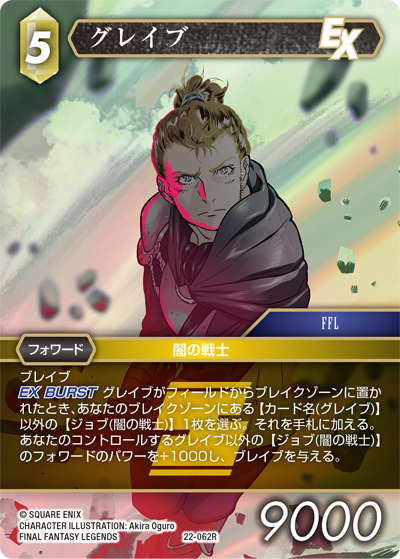 5
グレイブ
EX
FFL
フォワード
闇の戦士
ブレイブ
EX BURST グレイブがフィールドからブレイクゾーンに置か
れたとき、あなたのブレイクゾーンにある【カード名(グレイブ)】
以外の【ジョブ(闇の戦士)】1枚を選ぶ。それを手札に加える。
あなたのコントロールするグレイブ以外の【ジョブ(闇の戦士)】
のフォワードのパワーを+1000し、ブレイブを与える。
© SQUARE ENIX
CHARACTER ILLUSTRATION: Akira Oguro
FINAL FANTASY LEGENDS
22-062R
9000